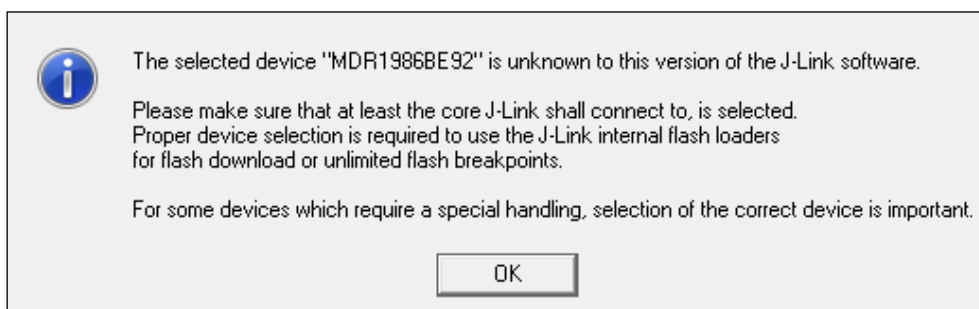 The selected device "MDR1986BE92" is unknown to this version of the J-Link software.
Please make sure that at least the core J-Link shall connect to, is selected.
Proper device selection is required to use the J-Link internal flash loaders
for flash download or unlimited flash breakpoints.
For some devices which require a special handling, selection of the correct device is important.
OK